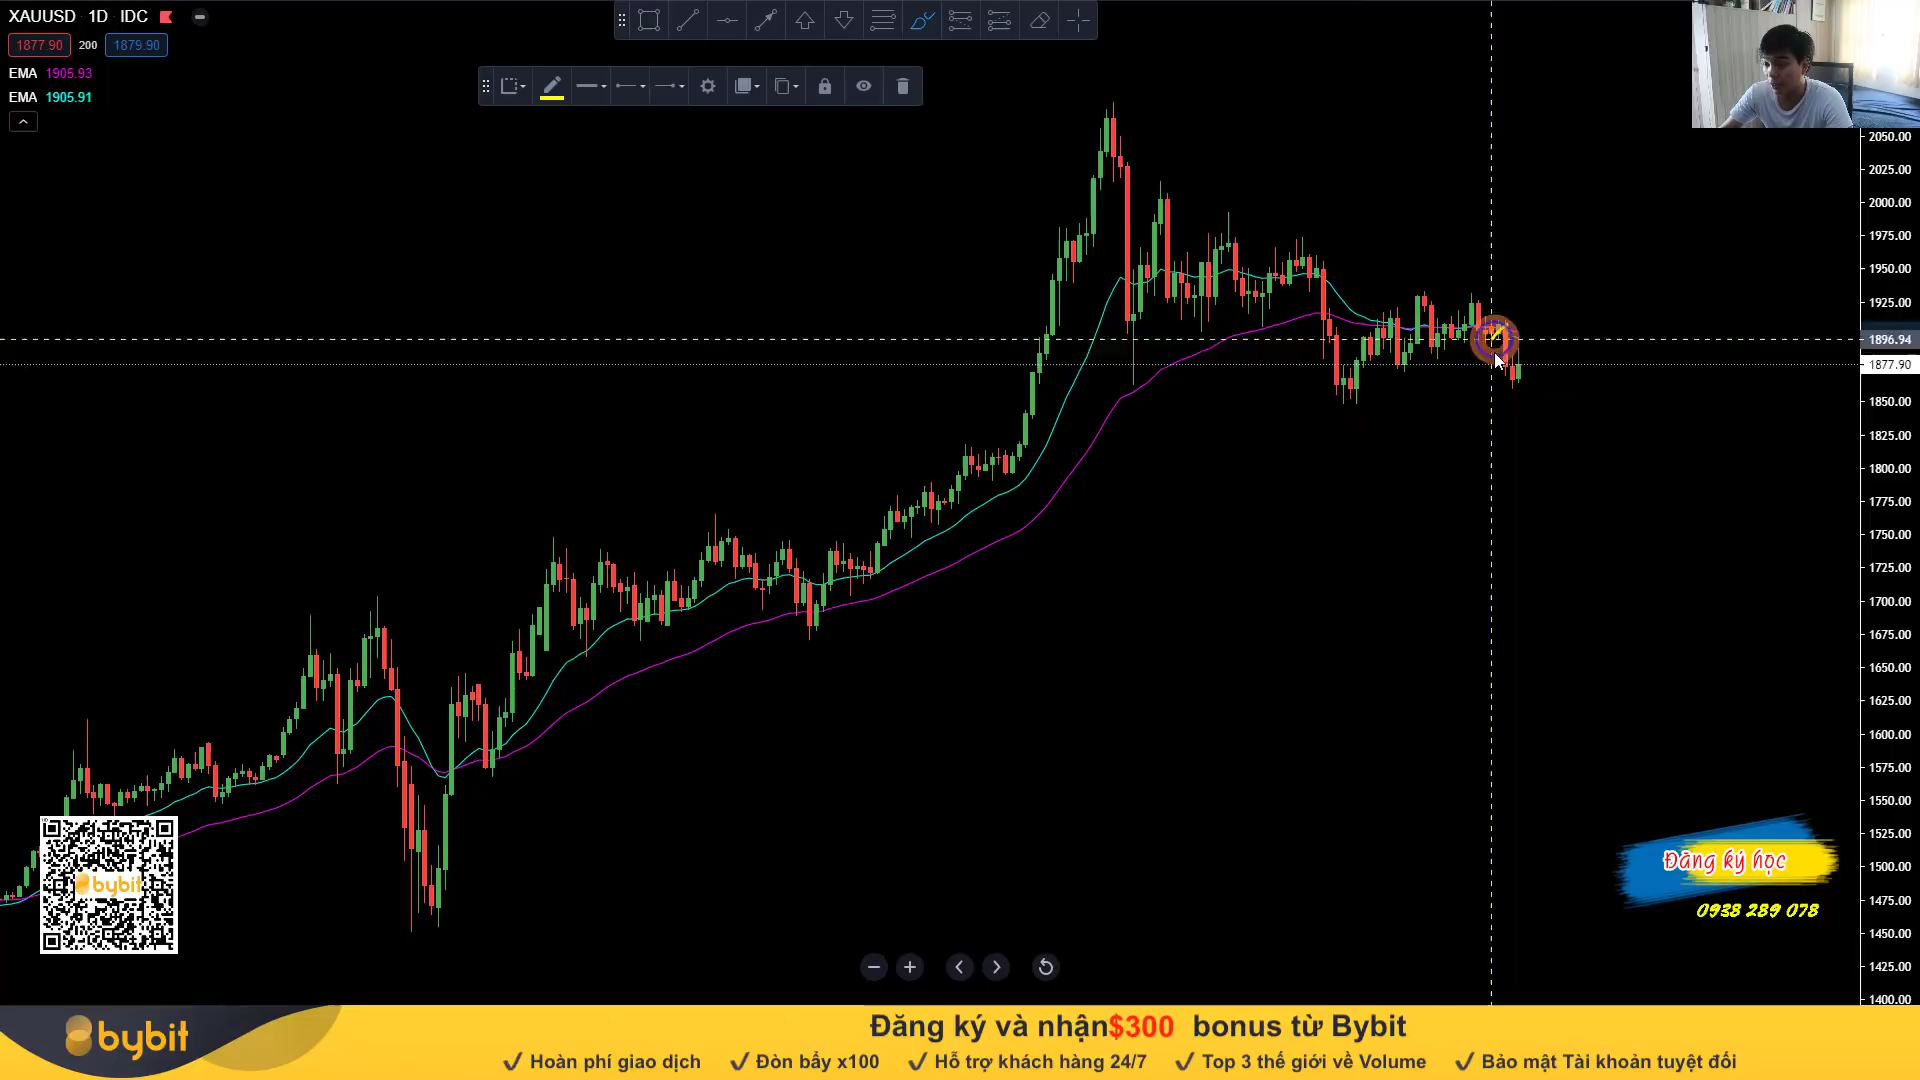 XAUUSD 1D IDC
1877.90 200 1879.90
EMA 1905.93
EMA 1905.91
2050.00
2025.00
2000.00
1975.00
1950.00
1925.00
1896.94
1877.90
1850.00
1825.00
1800.00
1775.00
1750.00
1725.00
1700.00
1675.00
1650.00
1625.00
1600.00
1575.00
1550.00
1525.00
1500.00
1475.00
1450.00
1425.00
1400.00
bybit
Đăng ký học
0938 289 078
bybit
Đăng ký và nhận $300 bonus từ Bybit
Hoàn phí giao dịch Đòn bẩy x100 Hỗ trợ khách hàng 24/7 Top 3 thế giới về Volume Bảo mật Tài khoản tuyệt đối